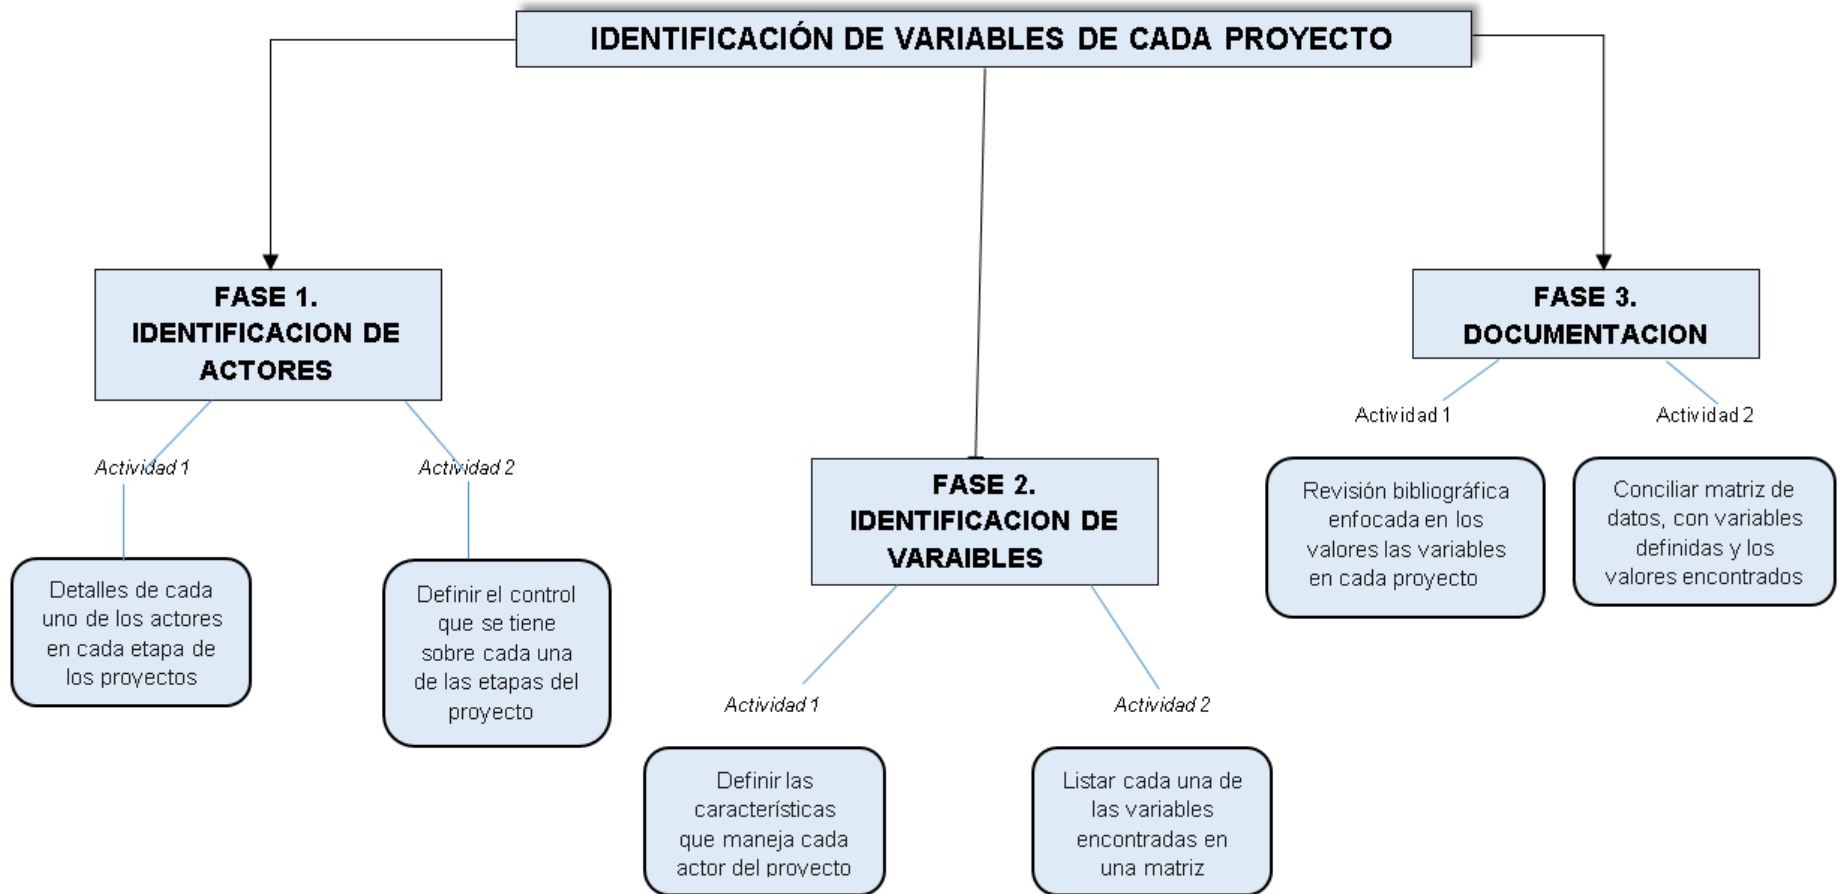 IDENTIFICACIÓN DE VARIABLES DE CADA PROYECTO
FASE 1.
IDENTIFICACION DE
ACTORES
Actividad 1
Detalles de cada
uno de los actores
en cada etapa de
los proyectos
Actividad 2
Definir el control
que se tiene
sobre cada una
de las etapas del
proyecto
FASE 2.
IDENTIFICACION DE
VARAIBLES
Actividad 1
Definir las
características
que maneja cada
actor del proyecto
Actividad 2
Listar cada una de
las variables
encontradas en
una matriz
FASE 3.
DOCUMENTACION
Actividad 1
Revisión bibliográfica
enfocada en los
valores las variables
en cada proyecto
Actividad 2
Conciliar matriz de
datos, con variables
definidas y los
valores encontrados